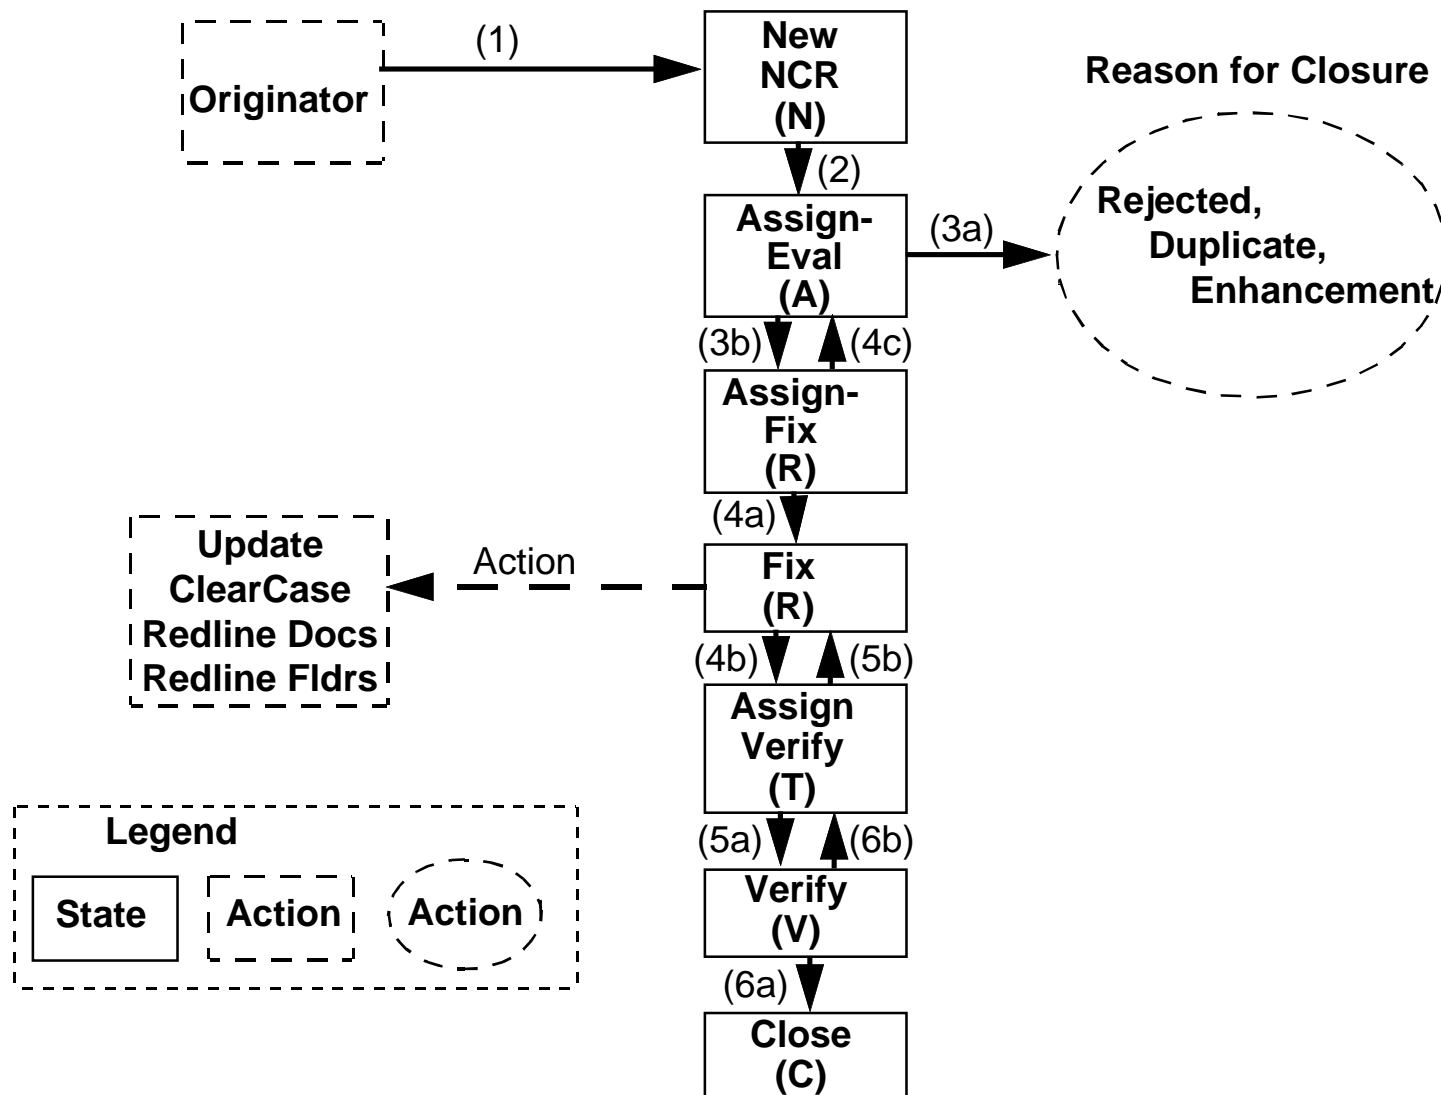 (1)
Originator
New
NCR
(N)
Reason for Closure
(2)
Assign-
Eval
(A)
(3a)
Rejected,
Duplicate,
Enhancement/
(3b)
(4c)
Assign-
Fix
(R)
(4a)
Update
ClearCase
Redline Docs
Redline Fldrs
Action
Fix
(R)
(4b)
(5b)
Assign
Verify
(T)
(5a)
(6b)
Verify
(V)
(6a)
Close
(C)
Legend
State
Action
Action